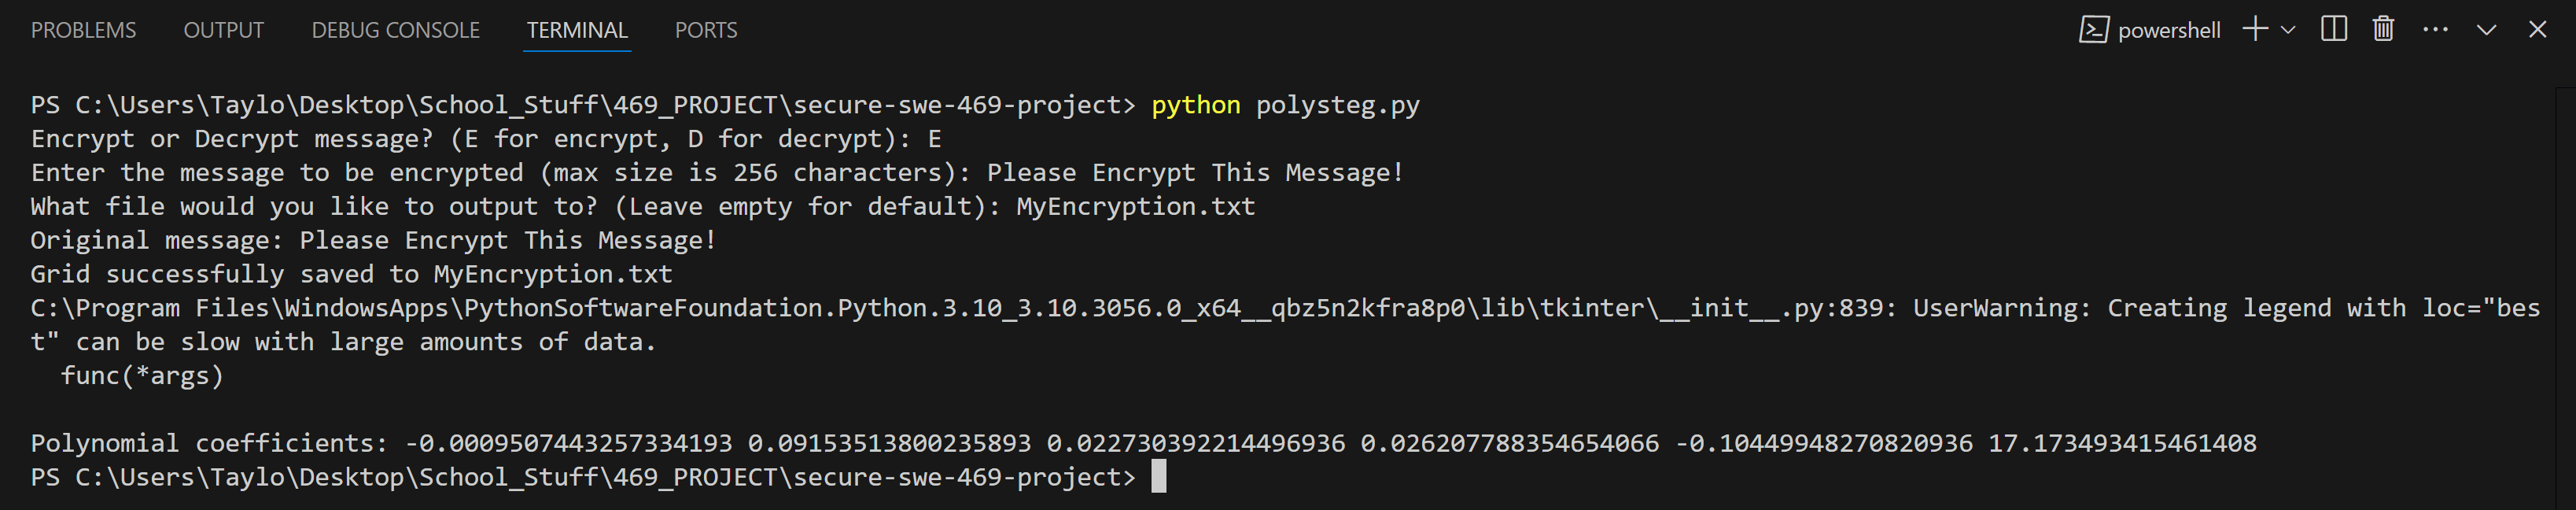 PROBLEMS OUTPUT DEBUG CONSOLE TERMINAL PORTS powershell
PS C:\Users\Taylo\Desktop\School_Stuff\469_PROJECT\secure-swe-469-project> python polysteg.py
Encrypt or Decrypt message? (E for encrypt, D for decrypt): E
Enter the message to be encrypted (max size is 256 characters): Please Encrypt This Message!
What file would you like to output to? (Leave empty for default): MyEncryption.txt
Original message: Please Encrypt This Message!
Grid successfully saved to MyEncryption.txt
C:\Program Files\WindowsApps\PythonSoftwareFoundation.Python.3.10_3.10.3056.0_x64__qbz5n2kfra8p0\lib\tkinter\__init__.py:839: UserWarning: Creating legend with loc="bes
t" can be slow with large amounts of data.
  func(*args)
Polynomial coefficients: -0.0009507443257334193 0.09153513800235893 0.022730392214496936 0.026207788354654066 -0.10449948270820936 17.173493415461408
PS C:\Users\Taylo\Desktop\School_Stuff\469_PROJECT\secure-swe-469-project>